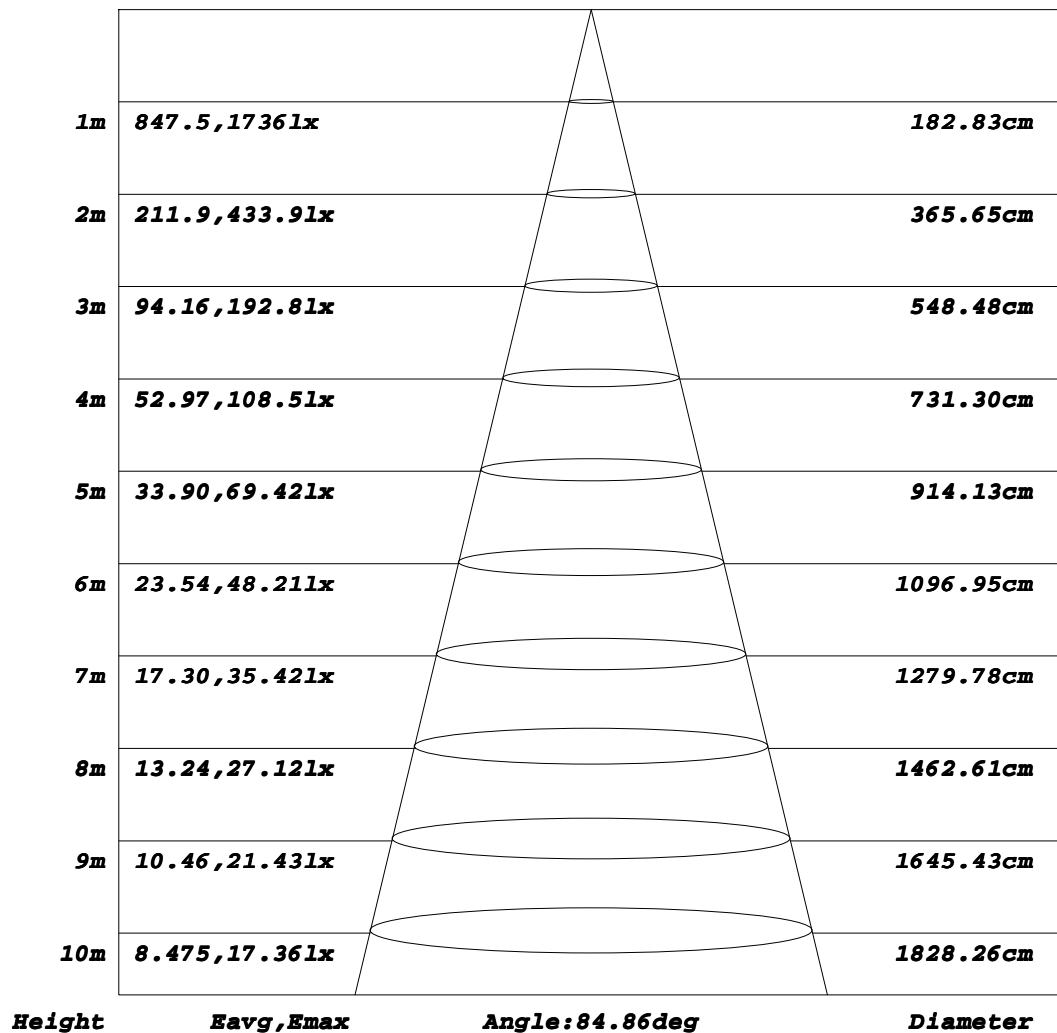 1m 847.5,1736lx 182.83cm
2m 211.9,433.9lx 365.65cm
3m 94.16,192.8lx 548.48cm
4m 52.97,108.5lx 731.30cm
5m 33.90,69.42lx 914.13cm
6m 23.54,48.21lx 1096.95cm
7m 17.30,35.42lx 1279.78cm
8m 13.24,27.12lx 1462.61cm
9m 10.46,21.43lx 1645.43cm
10m 8.475,17.36lx 1828.26cm
Height Eavg,Emax Angle:84.86deg Diameter